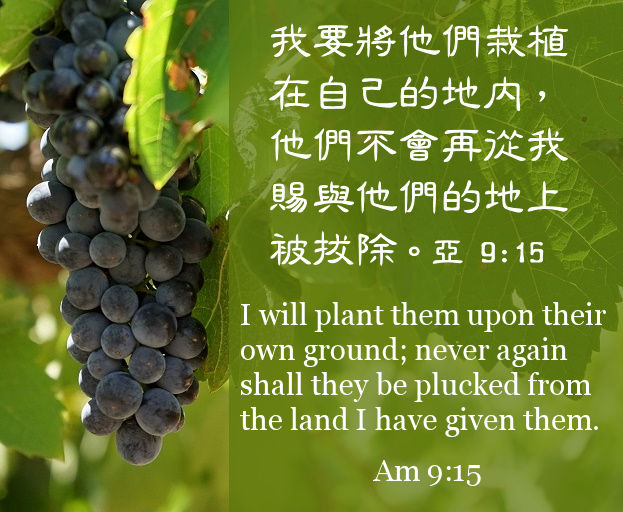 我要將他們栽植
在自己的地内，
他們不會再從我
賜與他們的地上
被拔除。亞 9:15
I will plant them upon their
own ground; never again
shall they be plucked from
the land I have given them.
Am 9:15